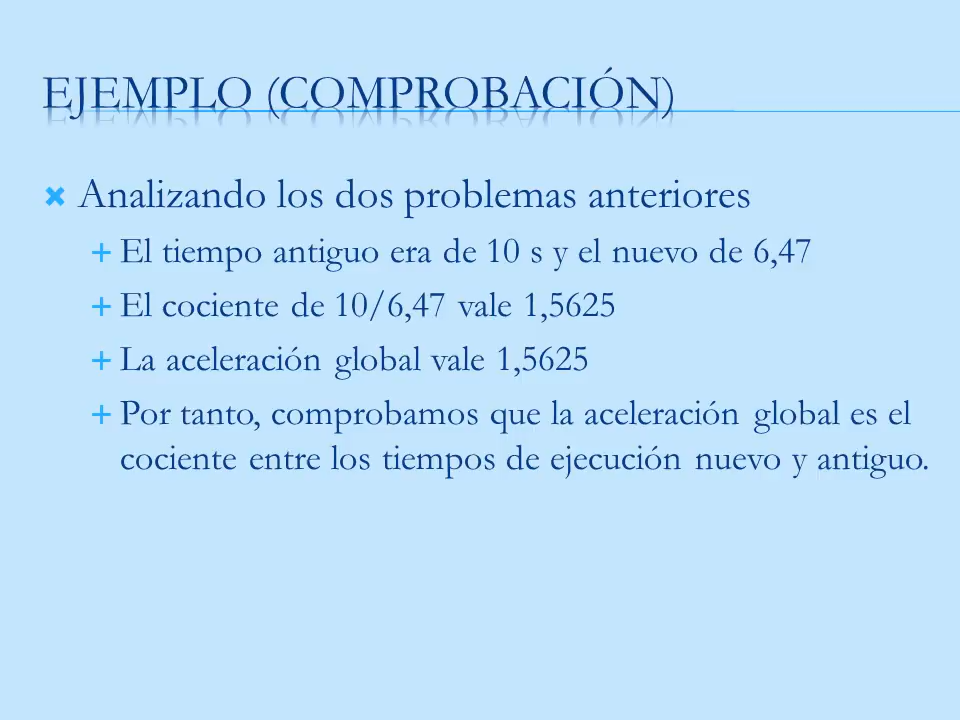 EJEMPLO (COMPROBACIÓN)
Analizando los dos problemas anteriores
El tiempo antiguo era de 10 s y el nuevo de 6,47
El cociente de 10/6,47 vale 1,5625
La aceleración global vale 1,5625
Por tanto, comprobamos que la aceleración global es el
cociente entre los tiempos de ejecución nuevo y antiguo.